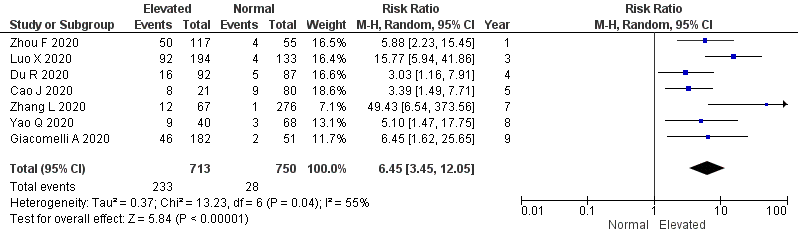 Elevated Normal Risk Ratio Risk Ratio
Study or Subgroup Events Total Events Total Weight M-H, Random, 95% CI M-H, Random, 95% CI
Zhou F 2020 50 117 4 55 16.5% 5.88 [2.23, 15.45] 1
Luo X 2020 92 194 4 133 16.4% 15.77 [5.94, 41.86] 3
Du R 2020 16 92 5 87 16.4% 3.03 [1.16, 7.91] 4
Cao J 2020 8 21 9 80 18.8% 3.39 [1.49, 7.71] 5
Zhang L 2020 12 67 1 276 7.1% 49.43 [6.54, 373.56] 7
Yao Q 2020 9 40 3 68 13.0% 5.10 [1.47, 17.75] 8
Giacomelli A 2020 46 182 2 51 11.7% 6.45 [1.62, 25.65] 9
Total (95% CI) 713 750 100.0% 6.45 [3.45, 12.05]
Total events 233 28
Heterogeneity: Tau² = 0.37; Chi² = 13.23, df = 6 (P = 0.04); I² = 55%
Test for overall effect: Z = 5.84 (P < 0.00001)
0.01 0.1 1 10 100
Normal Elevated